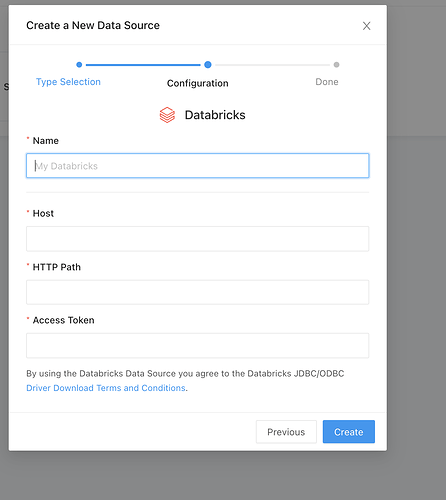 Create a New Data Source
Type Selection
Configuration
Done
Databricks
* Name
My Databricks
* Host
* HTTP Path
* Access Token
By using the Databricks Data Source you agree to the Databricks JDBC/ODBC
Driver Download Terms and Conditions.
Previous
Create